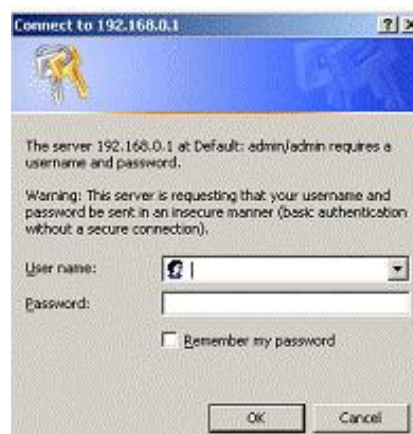 Connect to 192.168.0.1
The server 192.168.0.1 at Default: admin/admin requires a
username and password.
Warning: This server is requesting that your username and
password be sent in an insecure manner (basic authentication
without a secure connection).
User name:
Password:
Remember my password
OK
Cancel